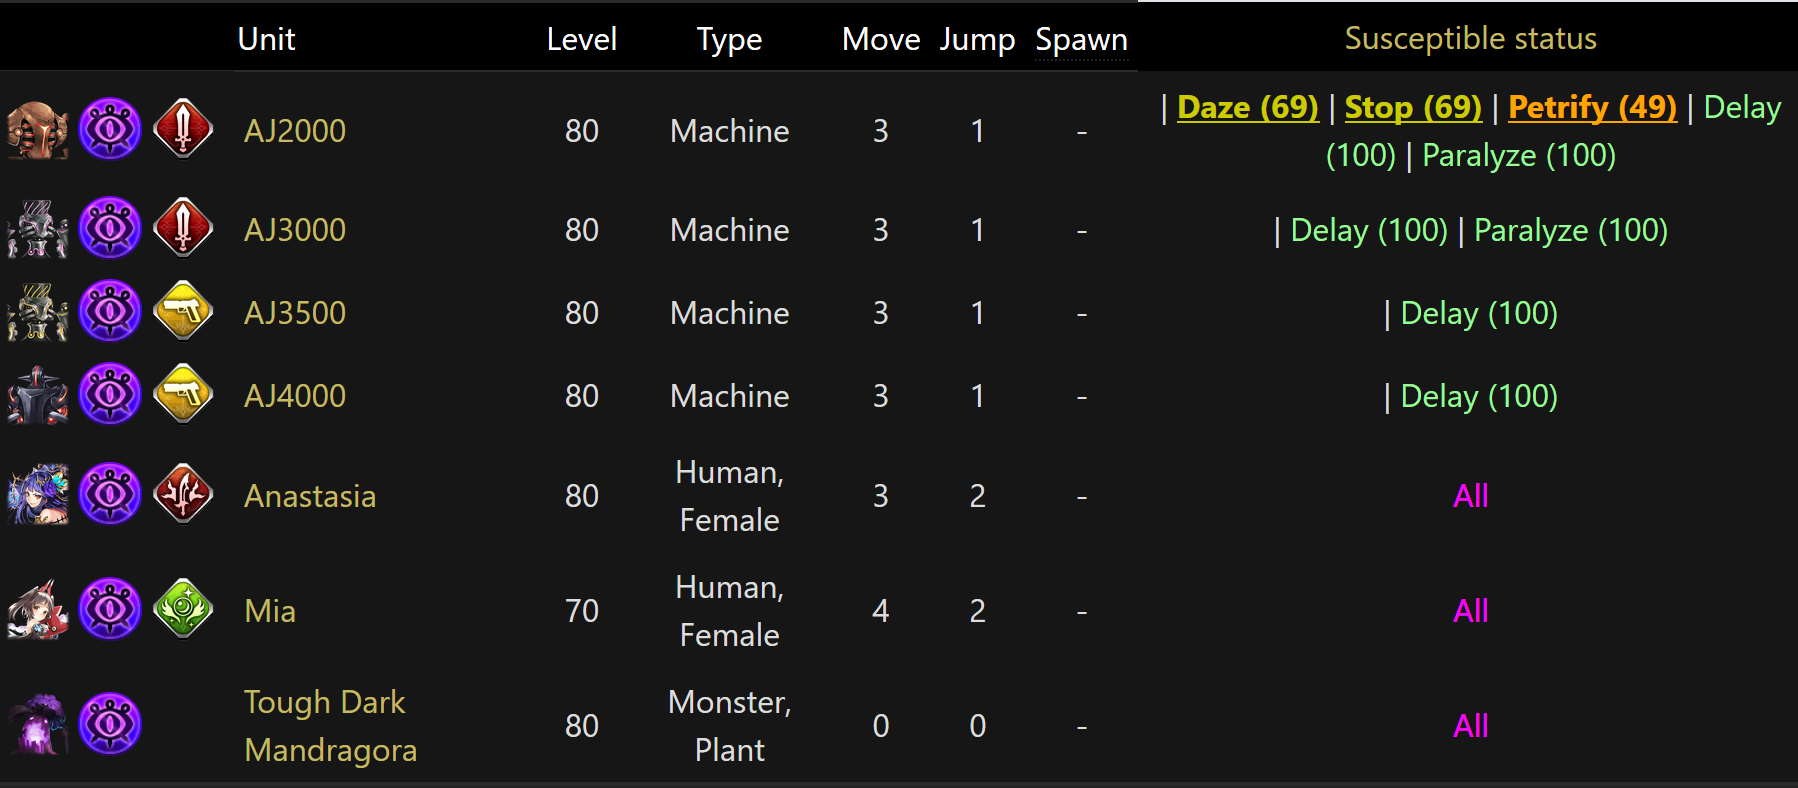 Unit Level Type Move Jump Spawn Susceptible status
| Daze (69) | Stop (69) | Petrify (49) | Delay
AJ2000 80 Machine 3 1 -
(100) | Paralyze (100)
AJ3000 80 Machine 3 1 - | Delay (100) | Paralyze (100)
AJ3500 80 Machine 3 1 - | Delay (100)
AJ4000 80 Machine 3 1 - | Delay (100)
Human,
Anastasia 80 3 2 - All
Female
Human,
Mia 70 4 2 - All
Female
Tough Dark Monster,
80 0 0 - All
Mandragora Plant